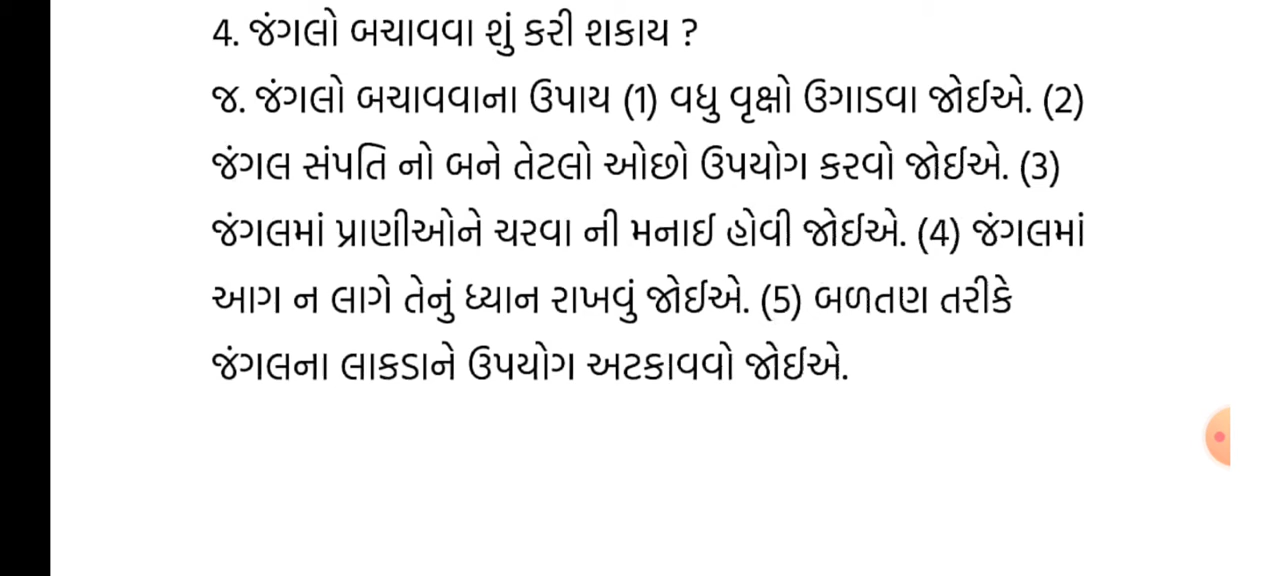 4. જંગલો બચાવવા શું કરી શકાય ?
જ. જંગલો બચાવવાના ઉપાય (1) વધુ વૃક્ષો ઉગાડવા જોઈએ. (2)
જંગલ સંપતિ નો બને તેટલો ઓછો ઉપયોગ કરવો જોઈએ. (3)
જંગલમાં પ્રાણીઓને ચરવા ની મનાઈ હોવી જોઈએ. (4) જંગલમાં
આગ ન લાગે તેનું ધ્યાન રાખવું જોઈએ. (5) બળતણ તરીકે
જંગલના લાકડાને ઉપયોગ અટકાવવો જોઈએ.